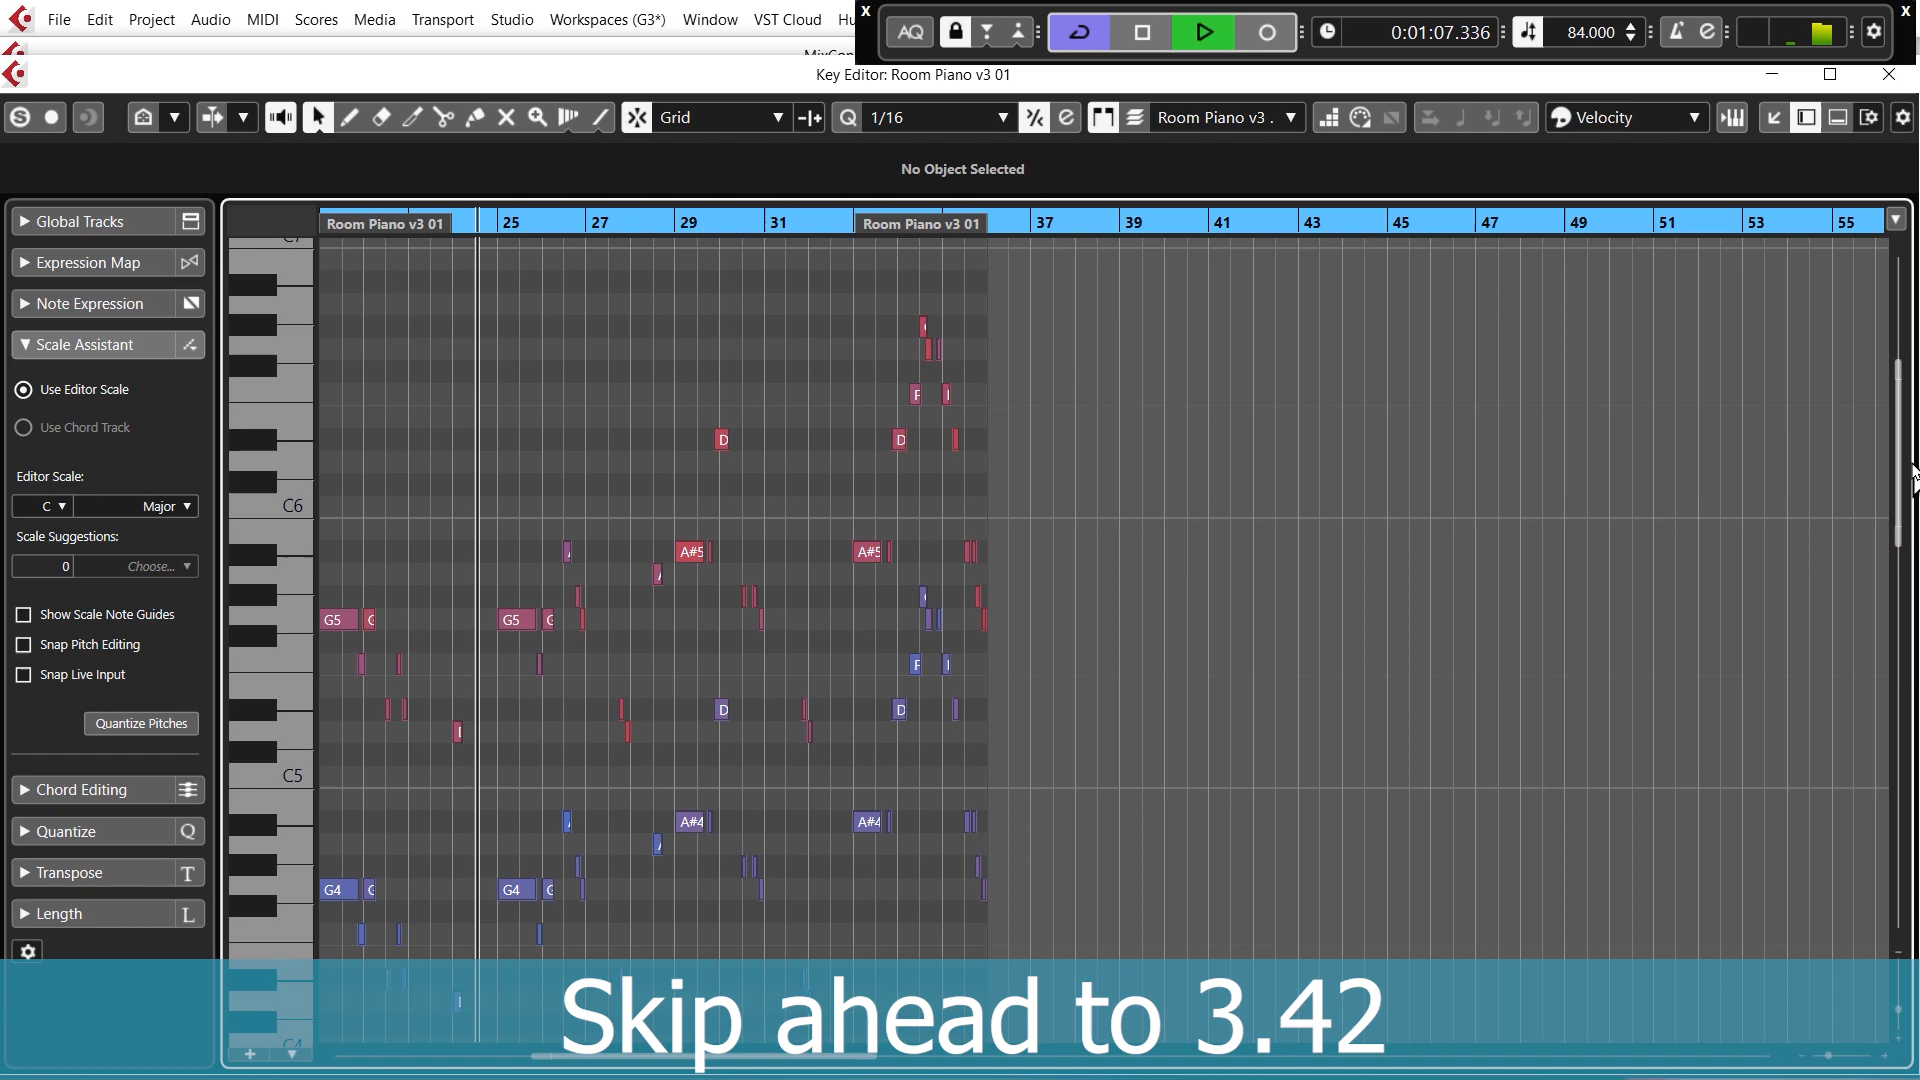 File Edit Project Audio MIDI Scores Media Transport Studio Workspaces (G3*) Window VST Cloud Hu
X AQ 0:01:07.336 84.000 X
Key Editor: Room Piano v3 01
Grid Q 1/16 Room Piano v3 . Velocity
No Object Selected
Global Tracks
Expression Map
Note Expression
Scale Assistant
Use Editor Scale
Use Chord Track
Editor Scale:
C Major
Scale Suggestions:
0 Choose...
Show Scale Note Guides
Snap Pitch Editing
Snap Live Input
Quantize Pitches
Chord Editing
Quantize Q
Transpose T
Length L
Room Piano v3 01 25 27 29 31 Room Piano v3 01 37 39 41 43 45 47 49 51 53 55
F
D D
C6
A#5 A#5
G5 G G5 G
F
D D
C5
A#4 A#4
G4 G G4 G
C4
Skip ahead to 3.42